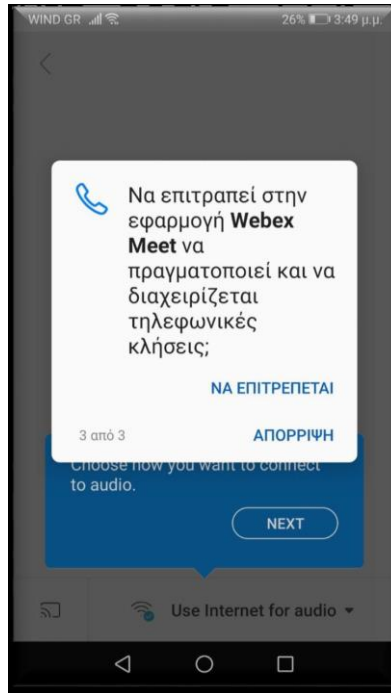 WIND GR 26% 3:49 μ.μ.
Να επιτραπεί στην
εφαρμογή Webex
Meet να
πραγματοποιεί και να
διαχειρίζεται
τηλεφωνικές
κλήσεις;
ΝΑ ΕΠΙΤΡΕΠΕΤΑΙ
3 από 3 ΑΠΟΡΡΙΨΗ
Choose how you want to connect
to audio.
NEXT
Use Internet for audio